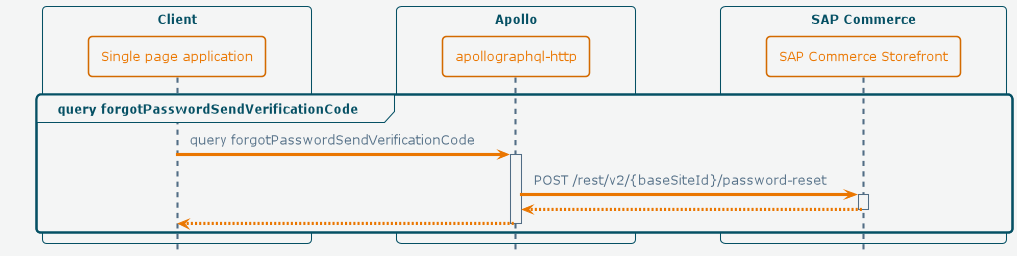 Client
Apollo
SAP Commerce
Single page application
apollographql-http
SAP Commerce Storefront
query forgotPasswordSendVerificationCode
query forgotPasswordSendVerificationCode
POST /rest/v2/{baseSiteId}/password-reset